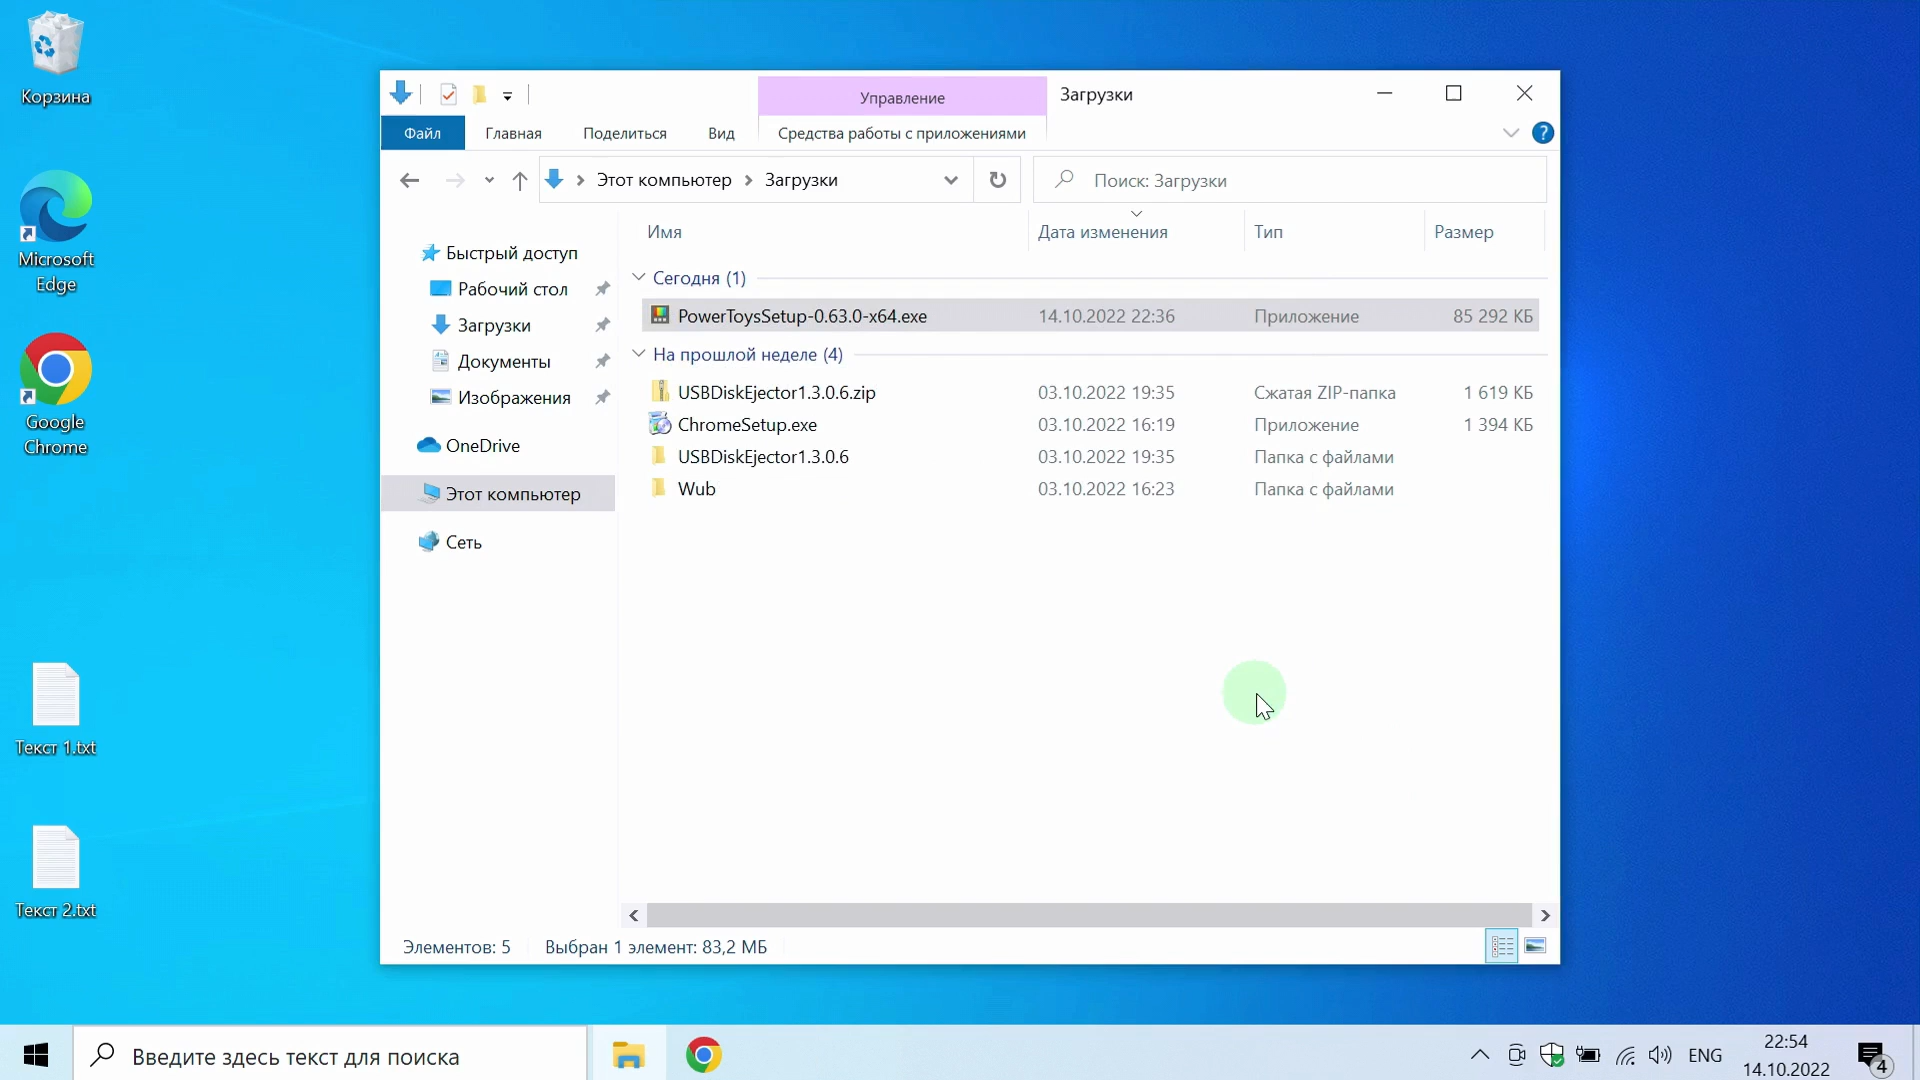 Корзина
Microsoft
Edge
Google
Chrome
Текст 1.txt
Текст 2.txt
Управление
Загрузки
Файл
Главная
Поделиться
Вид
Средства работы с приложениями
?
Этот компьютер
Загрузки
Поиск: Загрузки
Быстрый доступ
Рабочий стол
Загрузки
Документы
Изображения
OneDrive
Этот компьютер
Сеть
Имя Дата изменения Тип Размер
Сегодня (1)
PowerToysSetup-0.63.0-x64.exe 14.10.2022 22:36 Приложение 85 292 КБ
На прошлой неделе (4)
USBDiskEjector1.3.0.6.zip 03.10.2022 19:35 Сжатая ZIP-папка 1 619 КБ
ChromeSetup.exe 03.10.2022 16:19 Приложение 1 394 КБ
USBDiskEjector1.3.0.6 03.10.2022 19:35 Папка с файлами
Wub 03.10.2022 16:23 Папка с файлами
Элементов: 5 Выбран 1 элемент: 83,2 МБ
Введите здесь текст для поиска
ENG
22:54
14.10.2022
4